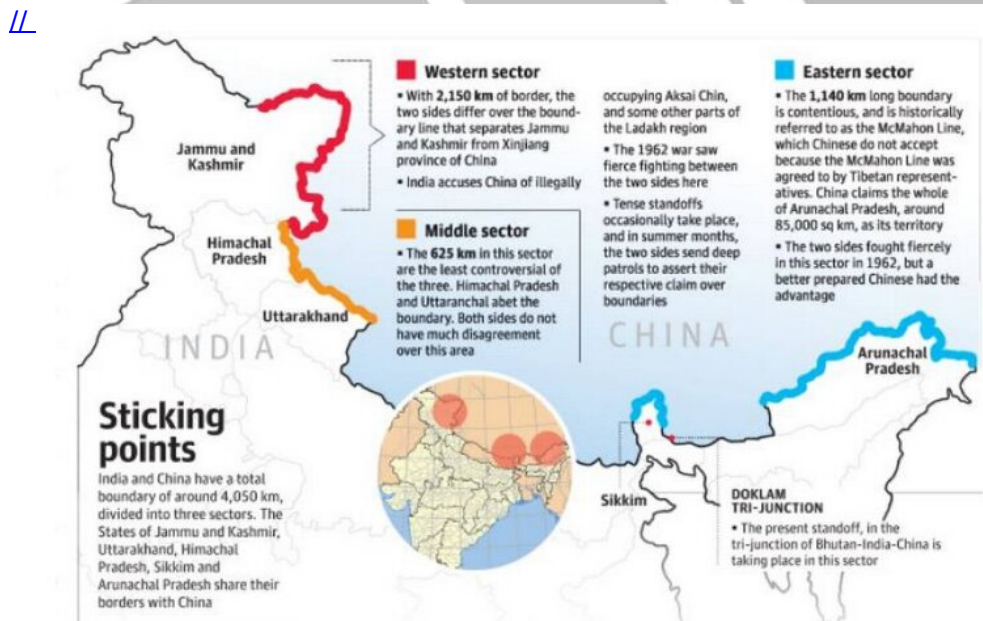 //
Western sector
▪ With 2,150 km of border, the
two sides differ over the bound-
ary line that separates Jammu
and Kashmir from Xinjiang
province of China
▪ India accuses China of illegally
occupying Aksai Chin,
and some other parts of
the Ladakh region
▪ The 1962 war saw
fierce fighting between
the two sides here
▪ Tense standoffs
occasionally take place,
and in summer months,
the two sides send deep
patrols to assert their
respective claim over
boundaries
Eastern sector
▪ The 1,140 km long boundary
is contentious, and is historically
referred to as the McMahon Line,
which Chinese do not accept
because the McMahon Line was
agreed to by Tibetan represent-
atives. China claims the whole
of Arunachal Pradesh, around
85,000 sq km, as its territory
▪ The two sides fought fiercely
in this sector in 1962, but a
better prepared Chinese had the
advantage
Middle sector
▪ The 625 km in this sector
are the least controversial of
the three. Himachal Pradesh
and Uttaranchal abet the
boundary. Both sides do not
have much disagreement
over this area
Jammu and
Kashmir
Himachal
Pradesh
Uttarakhand
INDIA
CHINA
Arunachal
Pradesh
Sticking
points
India and China have a total
boundary of around 4,050 km,
divided into three sectors. The
States of Jammu and Kashmir,
Uttarakhand, Himachal
Pradesh, Sikkim and
Arunachal Pradesh share their
borders with China
Sikkim
DOKLAM
TRI-JUNCTION
▪ The present standoff, in the
tri-junction of Bhutan-India-China is
taking place in this sector